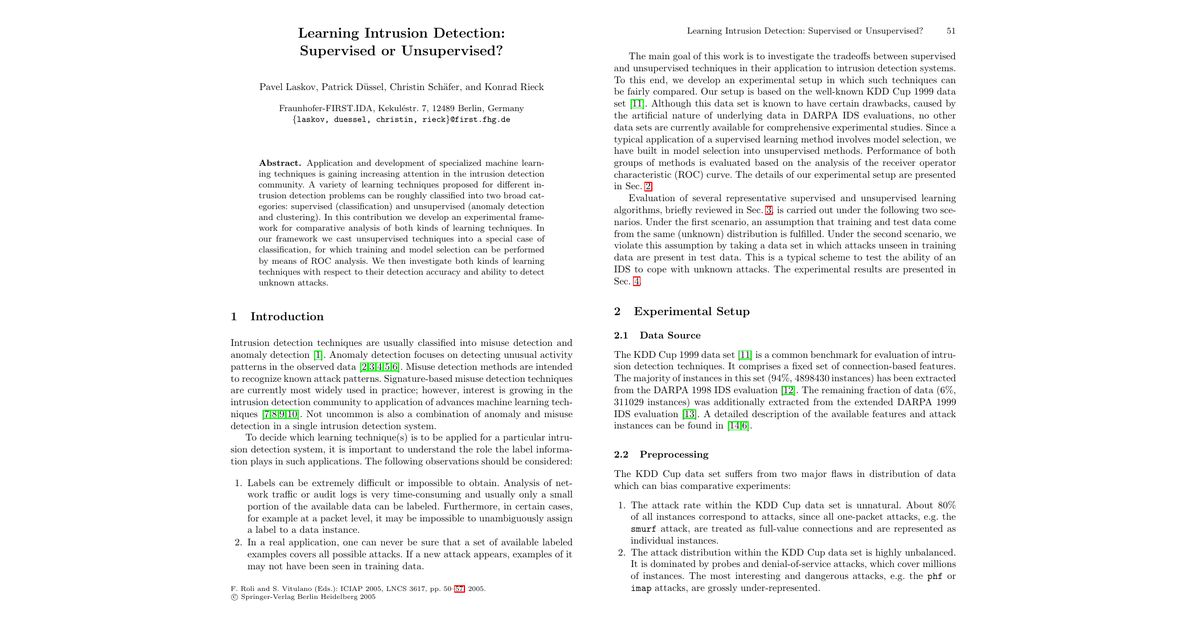 Learning Intrusion Detection:
Supervised or Unsupervised?
Pavel Laskov, Patrick Düssel, Christin Schäfer, and Konrad Rieck
Fraunhofer-FIRST.IDA, Kekuléstr. 7, 12489 Berlin, Germany
{laskov, duessel, christin, rieck}@first.fhg.de
Abstract. Application and development of specialized machine learn-
ing techniques is gaining increasing attention in the intrusion detection
community. A variety of learning techniques proposed for different in-
trusion detection problems can be roughly classified into two broad cat-
egories: supervised (classification) and unsupervised (anomaly detection
and clustering). In this contribution we develop an experimental frame-
work for comparative analysis of both kinds of learning techniques. In
our framework we cast unsupervised techniques into a special case of
classification, for which training and model selection can be performed
by means of ROC analysis. We then investigate both kinds of learning
techniques with respect to their detection accuracy and ability to detect
unknown attacks.
1 Introduction
Intrusion detection techniques are usually classified into misuse detection and
anomaly detection [1]. Anomaly detection focuses on detecting unusual activity
patterns in the observed data [2,3,4,5,6]. Misuse detection methods are intended
to recognize known attack patterns. Signature-based misuse detection techniques
are currently most widely used in practice; however, interest is growing in the
intrusion detection community to application of advances machine learning tech-
niques [7,8,9,10]. Not uncommon is also a combination of anomaly and misuse
detection in a single intrusion detection system.
To decide which learning technique(s) is to be applied for a particular intru-
sion detection system, it is important to understand the role the label informa-
tion plays in such applications. The following observations should be considered:
1. Labels can be extremely difficult or impossible to obtain. Analysis of net-
work traffic or audit logs is very time-consuming and usually only a small
portion of the available data can be labeled. Furthermore, in certain cases,
for example at a packet level, it may be impossible to unambiguously assign
a label to a data instance.
2. In a real application, one can never be sure that a set of available labeled
examples covers all possible attacks. If a new attack appears, examples of it
may not have been seen in training data.
F. Roli and S. Vitulano (Eds.): ICIAP 2005, LNCS 3617, pp. 50–57, 2005.
© Springer-Verlag Berlin Heidelberg 2005
Learning Intrusion Detection: Supervised or Unsupervised? 51
The main goal of this work is to investigate the tradeoffs between supervised
and unsupervised techniques in their application to intrusion detection systems.
To this end, we develop an experimental setup in which such techniques can
be fairly compared. Our setup is based on the well-known KDD Cup 1999 data
set [11]. Although this data set is known to have certain drawbacks, caused by
the artificial nature of underlying data in DARPA IDS evaluations, no other
data sets are currently available for comprehensive experimental studies. Since a
typical application of a supervised learning method involves model selection, we
have built in model selection into unsupervised methods. Performance of both
groups of methods is evaluated based on the analysis of the receiver operator
characteristic (ROC) curve. The details of our experimental setup are presented
in Sec. 2.
Evaluation of several representative supervised and unsupervised learning
algorithms, briefly reviewed in Sec. 3, is carried out under the following two sce-
narios. Under the first scenario, an assumption that training and test data come
from the same (unknown) distribution is fulfilled. Under the second scenario, we
violate this assumption by taking a data set in which attacks unseen in training
data are present in test data. This is a typical scheme to test the ability of an
IDS to cope with unknown attacks. The experimental results are presented in
Sec. 4.
2 Experimental Setup
2.1 Data Source
The KDD Cup 1999 data set [11] is a common benchmark for evaluation of intru-
sion detection techniques. It comprises a fixed set of connection-based features.
The majority of instances in this set (94%, 4898430 instances) has been extracted
from the DARPA 1998 IDS evaluation [12]. The remaining fraction of data (6%,
311029 instances) was additionally extracted from the extended DARPA 1999
IDS evaluation [13]. A detailed description of the available features and attack
instances can be found in [14,6].
2.2 Preprocessing
The KDD Cup data set suffers from two major flaws in distribution of data
which can bias comparative experiments:
1. The attack rate within the KDD Cup data set is unnatural. About 80%
of all instances correspond to attacks, since all one-packet attacks, e.g. the
smurf attack, are treated as full-value connections and are represented as
individual instances.
2. The attack distribution within the KDD Cup data set is highly unbalanced.
It is dominated by probes and denial-of-service attacks, which cover millions
of instances. The most interesting and dangerous attacks, e.g. the phf or
imap attacks, are grossly under-represented.